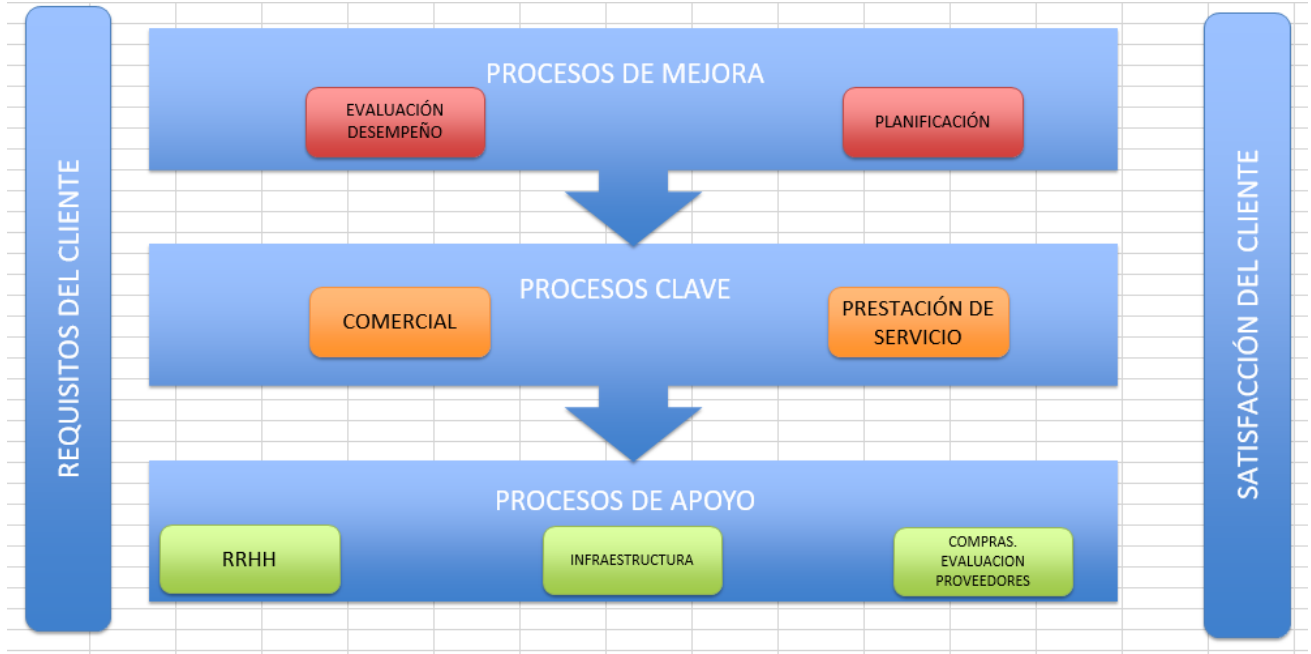 REQUISITOS DEL CLIENTE
PROCESOS DE MEJORA
EVALUACIÓN
DESEMPEÑO
PLANIFICACIÓN
PROCESOS CLAVE
COMERCIAL
PRESTACIÓN DE
SERVICIO
PROCESOS DE APOYO
RRHH
INFRAESTRUCTURA
COMPRAS.
EVALUACION
PROVEEDORES
SATISFACCIÓN DEL CLIENTE